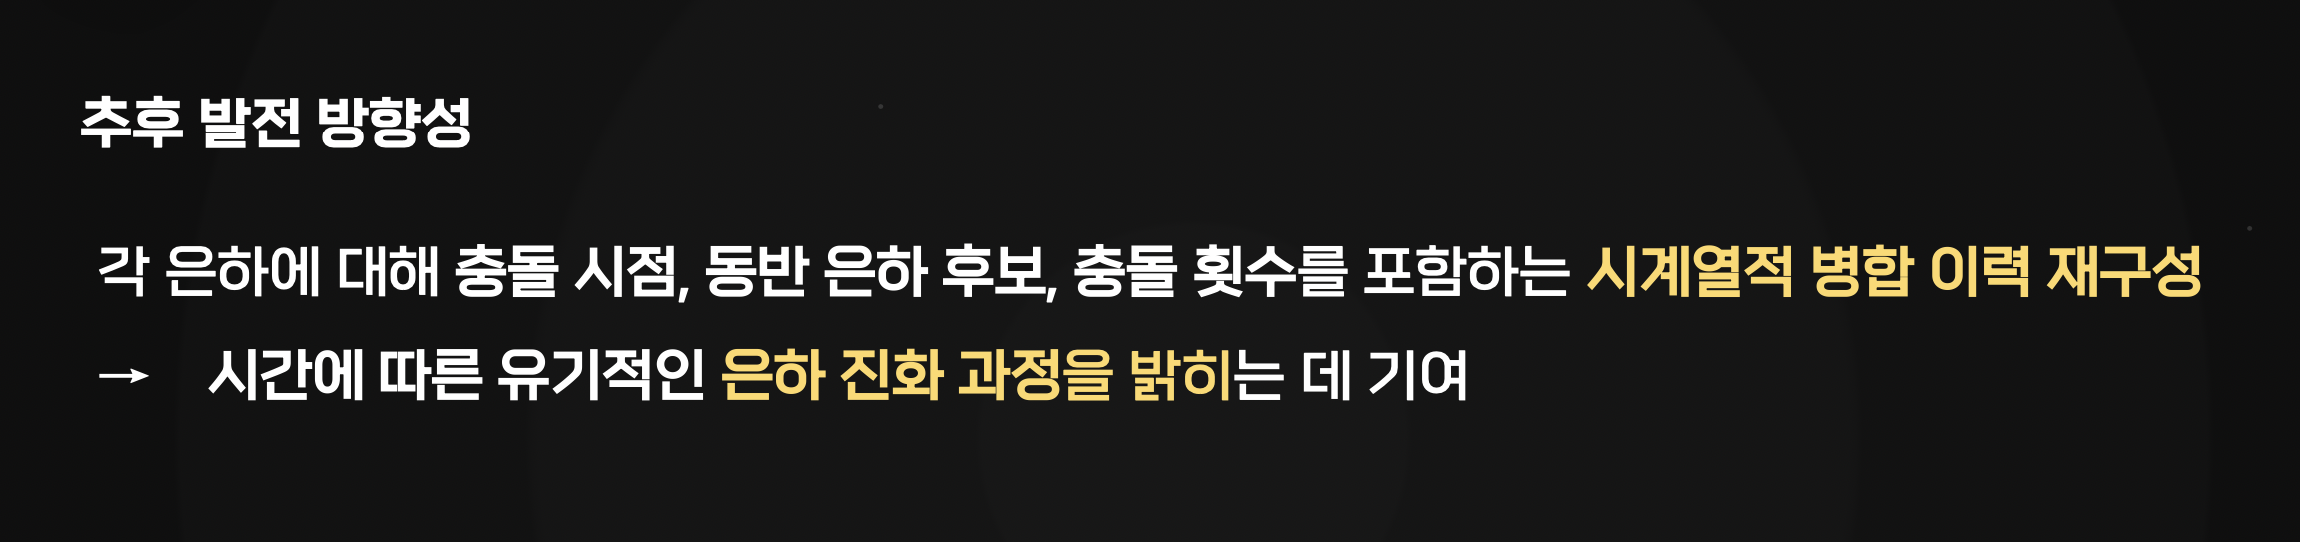 추후 발전 방향성
각 은하에 대해 충돌 시점, 동반 은하 후보, 충돌 횟수를 포함하는 시계열적 병합 이력 재구성
→ 시간에 따른 유기적인 은하 진화 과정을 밝히는 데 기여